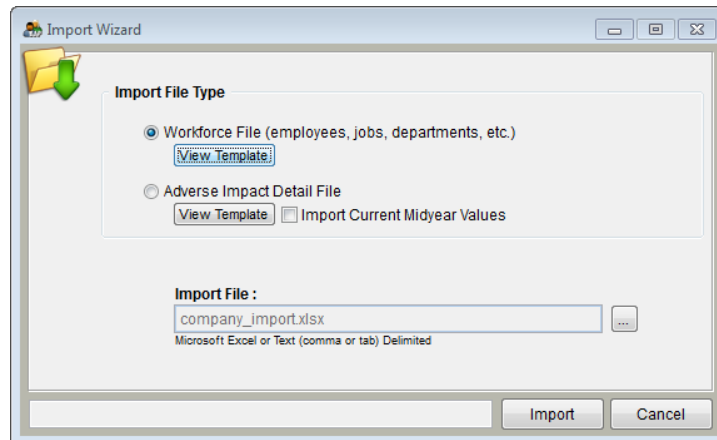 Import Wizard
Import File Type
Workforce File (employees, jobs, departments, etc.)
View Template
Adverse Impact Detail File
View Template Import Current Midyear Values
Import File :
company_import.xlsx ...
Microsoft Excel or Text (comma or tab) Delimited
Import Cancel